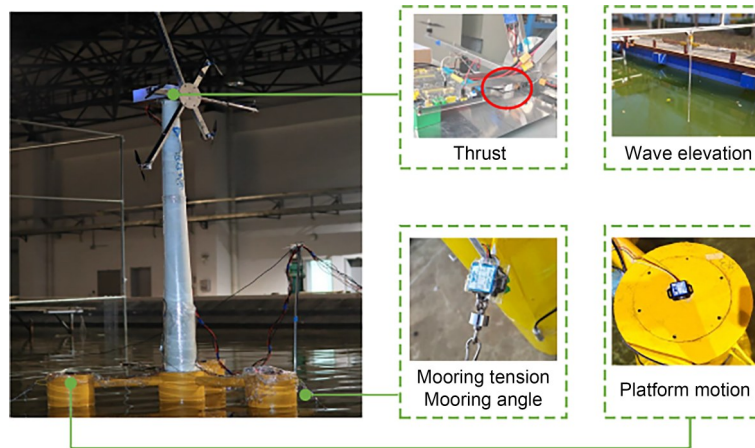 Thrust
Wave elevation
Mooring tension
Mooring angle
Platform motion